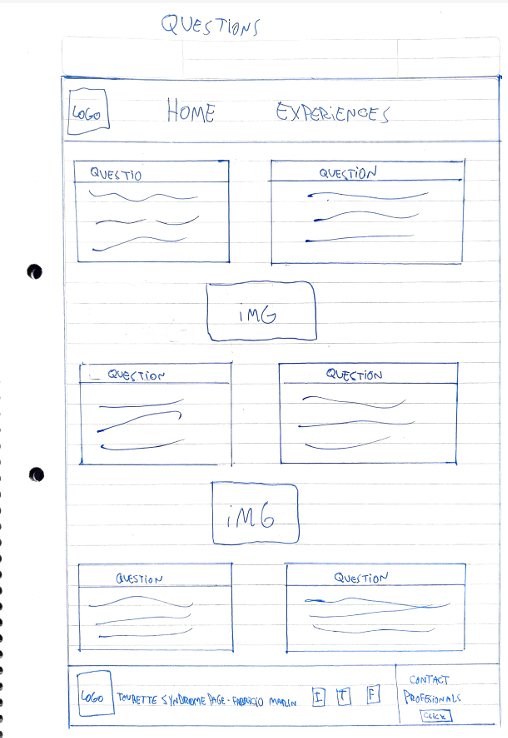 QUESTIONS
LOGO HOME EXPERIENCES
QUESTIO QUESTION
iMG
QUESTION QUESTION
iMG
QUESTION QUESTION
LOGO TOURETTE SYNDROME PAGE - FABRICIO MARLIN I T F
CONTACT
PROFESIONALS
CLICK